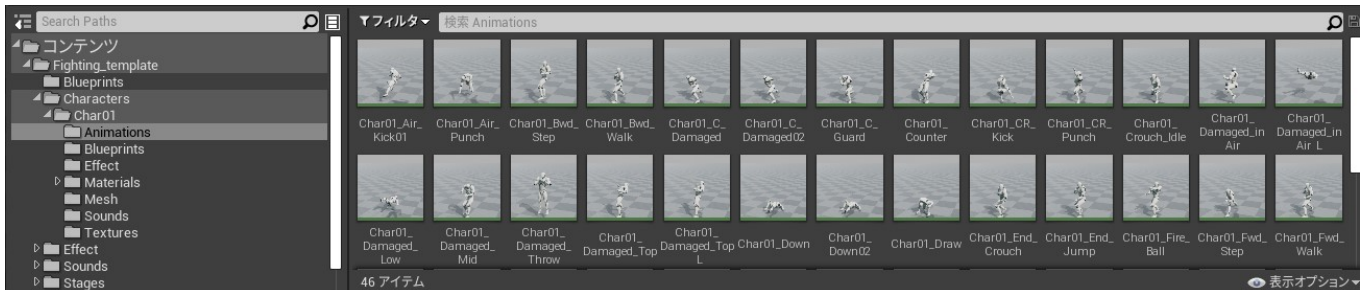 Search Paths
コンテンツ
Fighting_template
Blueprints
Characters
Char01
Animations
Blueprints
Effect
Materials
Mesh
Sounds
Textures
Effect
Sounds
Stages
フィルタ
検索 Animations
Char01_Air_
Kick01
Char01_Air_
Punch
Char01_Bwd_
Step
Char01_Bwd_
Walk
Char01_C_
Damaged
Char01_C_
Damaged02
Char01_C_
Guard
Char01_
Counter
Char01_CR_
Kick
Char01_CR_
Punch
Char01_
Crouch_Idle
Char01_
Damaged_in
Air
Char01_
Damaged_in
Air_L
Char01_
Damaged_
Low
Char01_
Damaged_
Mid
Char01_
Damaged_
Throw
Char01_
Damaged_Top
Char01_
Damaged_Top
L
Char01_Down
Char01_
Down02
Char01_Draw
Char01_End_
Crouch
Char01_End_
Jump
Char01_Fire_
Ball
Char01_Fwd_
Step
Char01_Fwd_
Walk
46 アイテム
表示オプション